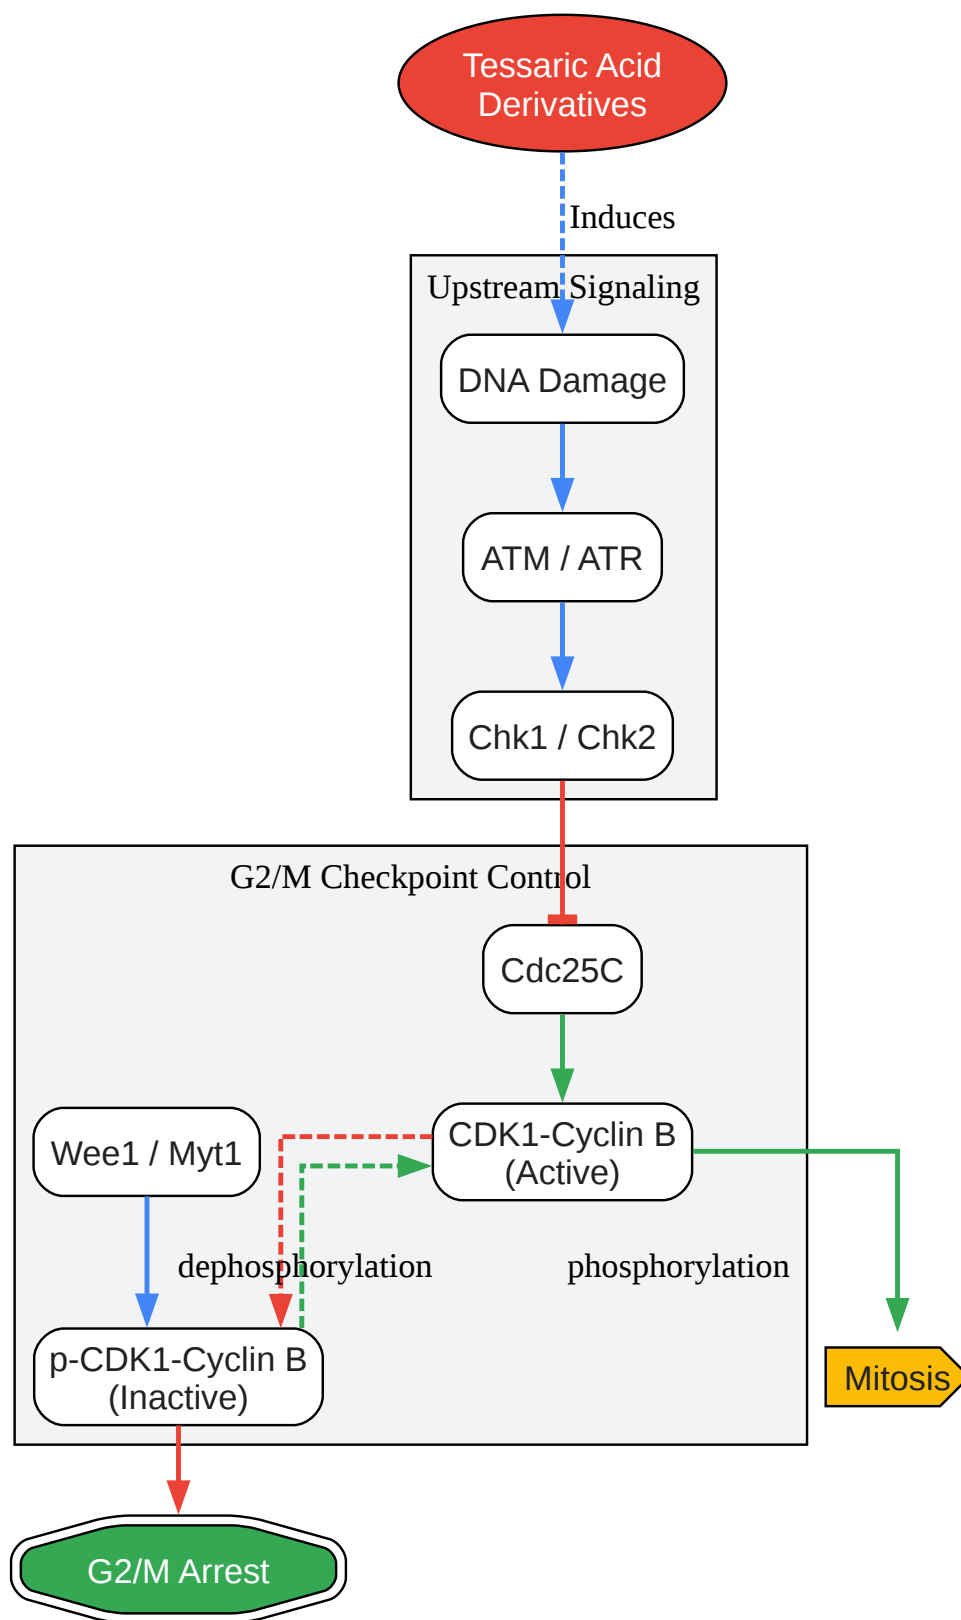 Tessaric Acid
Derivatives
Induces
Upstream Signaling
DNA Damage
ATM / ATR
Chk1 / Chk2
G2/M Checkpoint Control
Cdc25C
CDK1-Cyclin B
(Active)
Wee1 / Myt1
dephosphorylation
phosphorylation
p-CDK1-Cyclin B
(Inactive)
Mitosis
G2/M Arrest